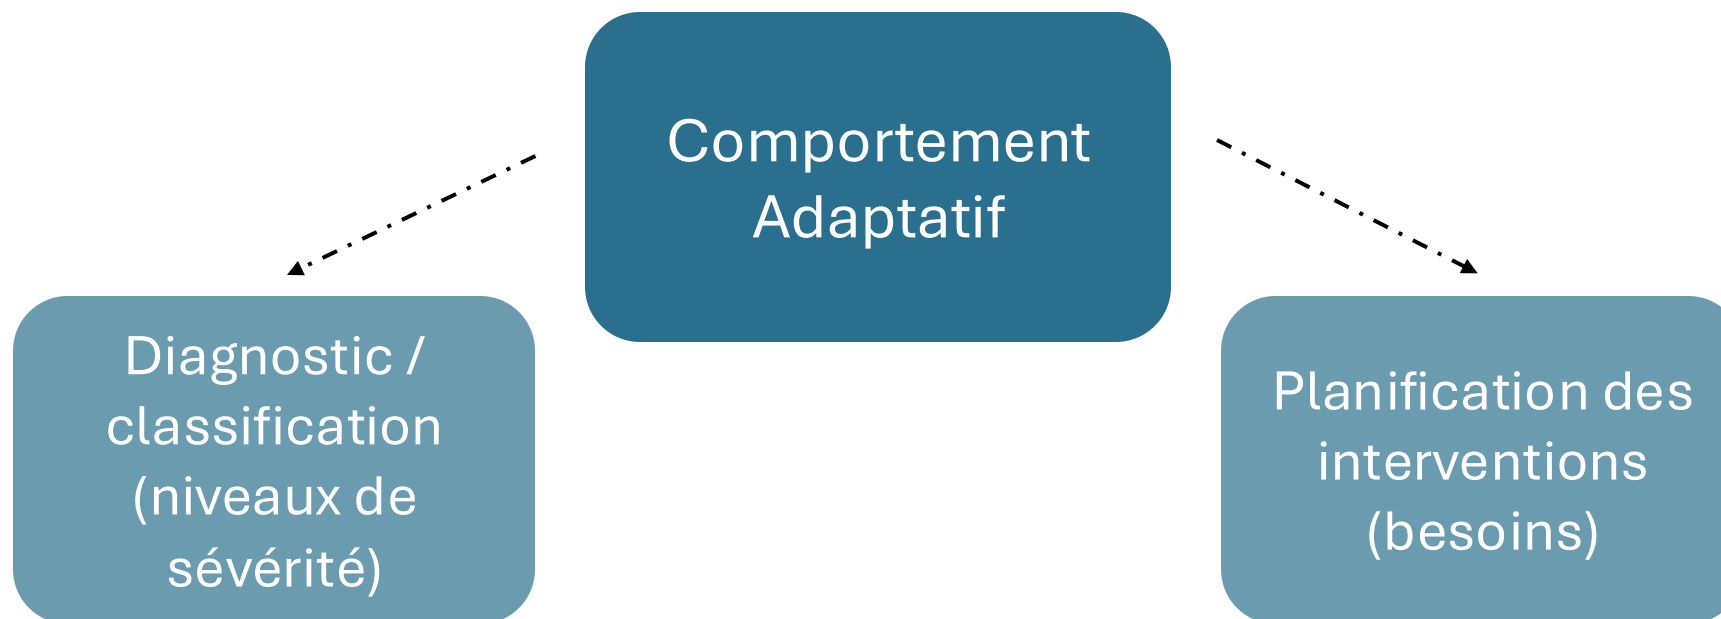 Comportement
Adaptatif
Diagnostic /
classification
(niveaux de
sévérité)
Planification des
interventions
(besoins)